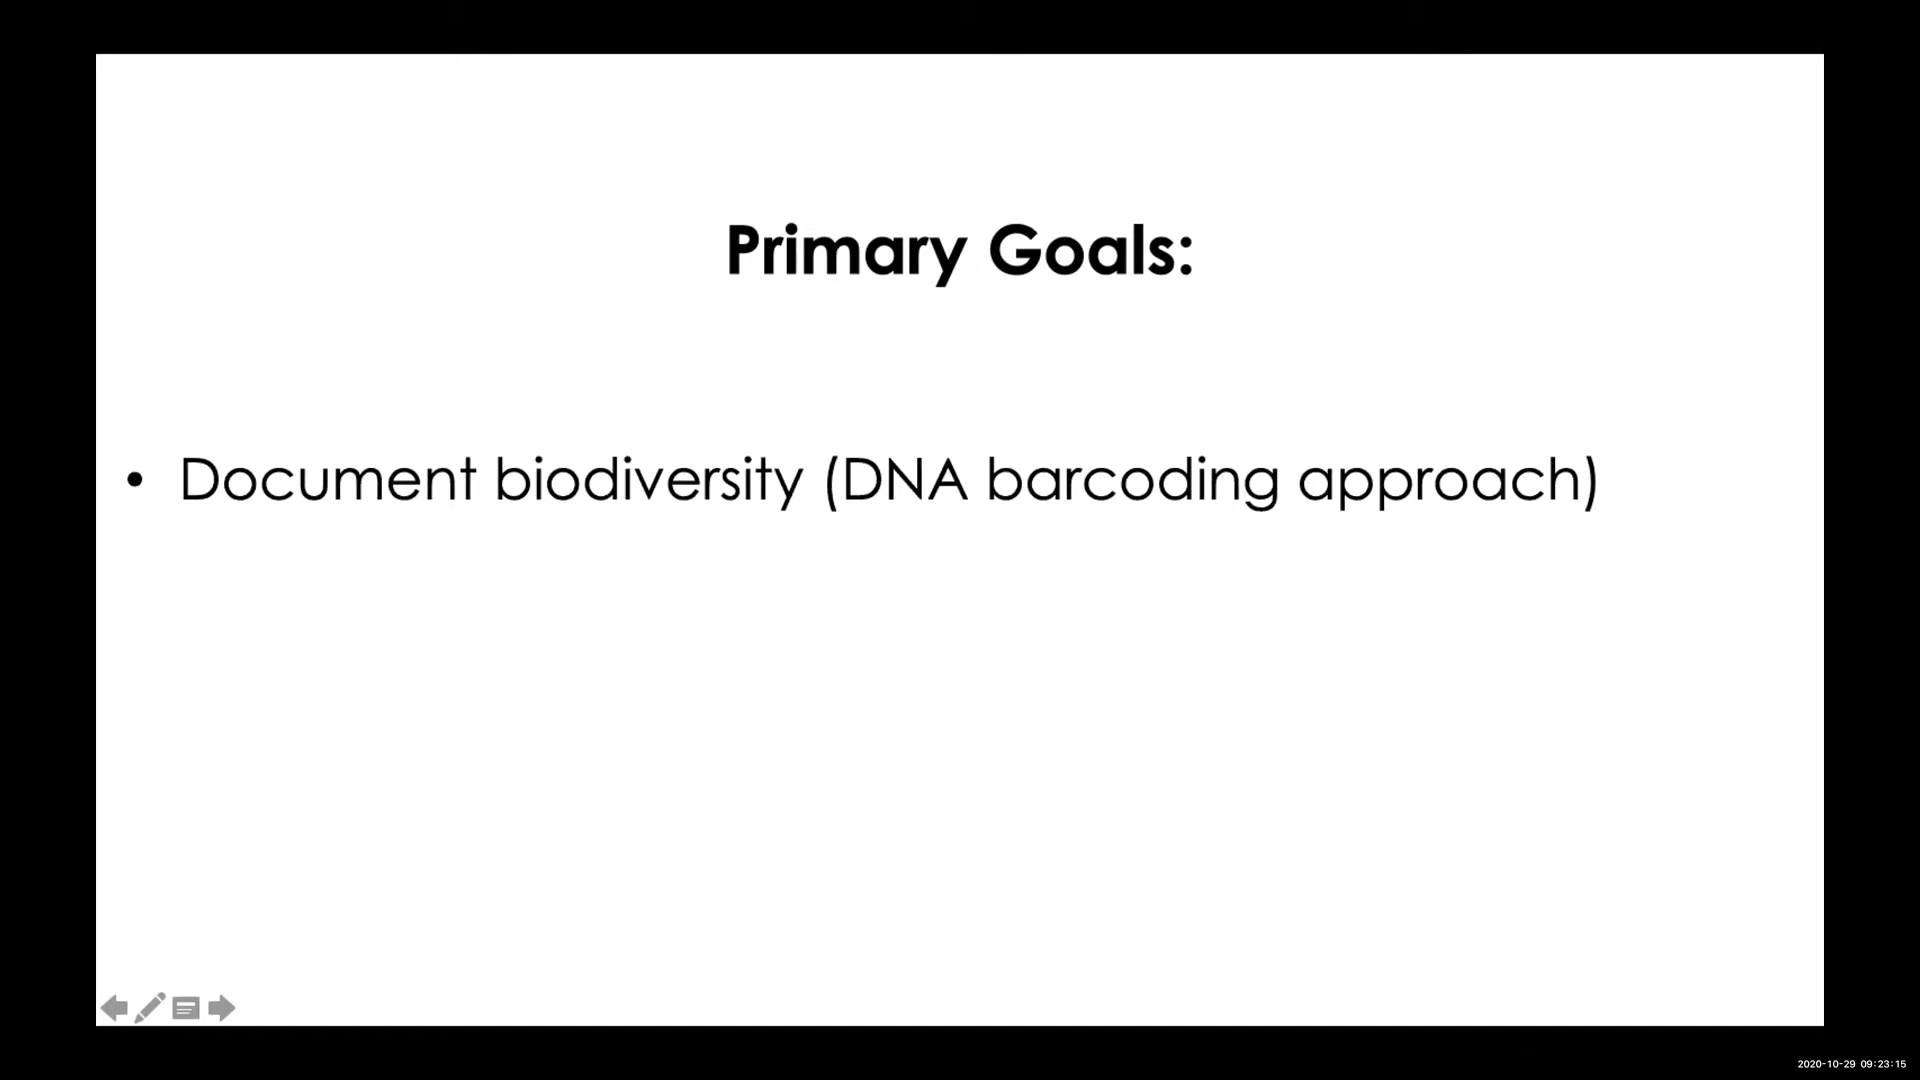 Primary Goals:
• Document biodiversity (DNA barcoding approach)
2020-10-29 09:23:15